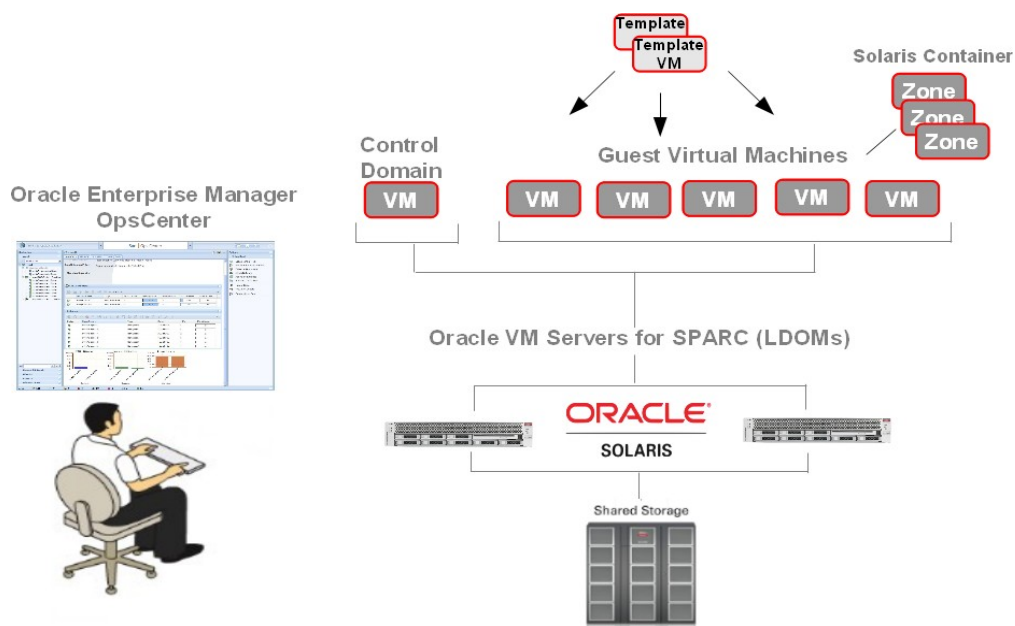 Template
Template
VM
Solaris Container
Zone
Zone
Zone
Control
Domain
Guest Virtual Machines
VM
VM
VM
VM
VM
VM
Oracle Enterprise Manager
OpsCenter
Oracle VM Servers for SPARC (LDOMs)
ORACLE
SOLARIS
Shared Storage